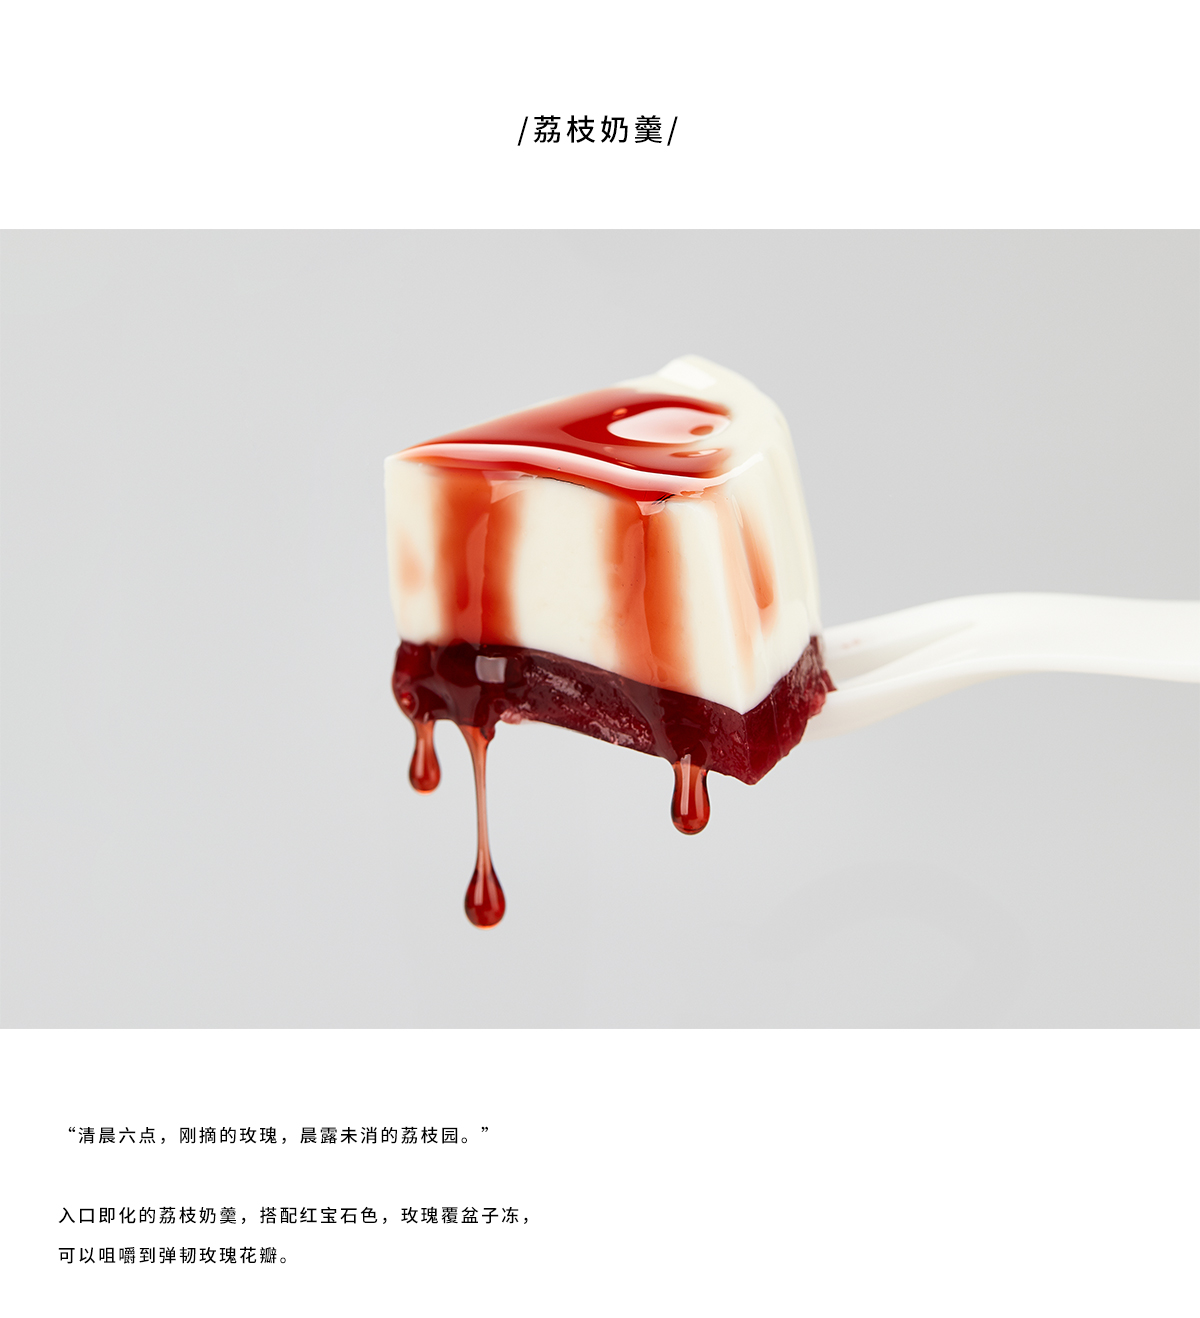 /荔枝奶羹/
“清晨六点，刚摘的玫瑰，晨露未消的荔枝园。”
入口即化的荔枝奶羹，搭配红宝石色，玫瑰覆盆子冻，
可以咀嚼到弹韧玫瑰花瓣。